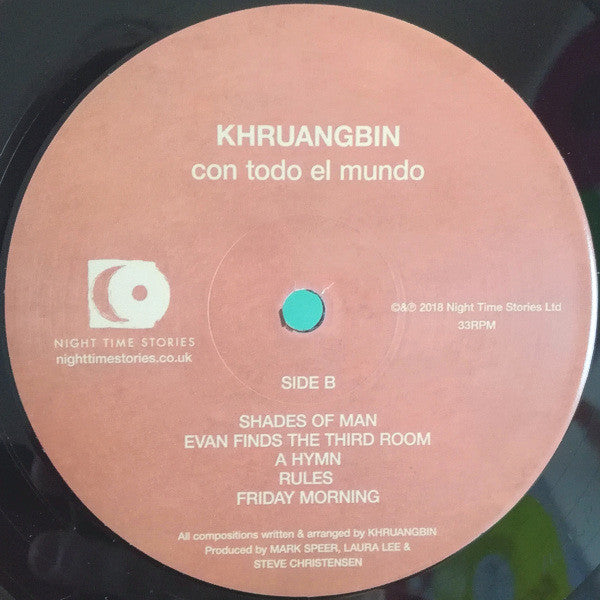 KHRUANGBIN
con todo el mundo
NIGHT TIME STORIES
nighttimestories.co.uk
©&℗ 2018 Night Time Stories Ltd
33RPM
SIDE B
SHADES OF MAN
EVAN FINDS THE THIRD ROOM
A HYMN
RULES
FRIDAY MORNING
All compositions written & arranged by KHRUANGBIN
Produced by MARK SPEER, LAURA LEE &
STEVE CHRISTENSEN